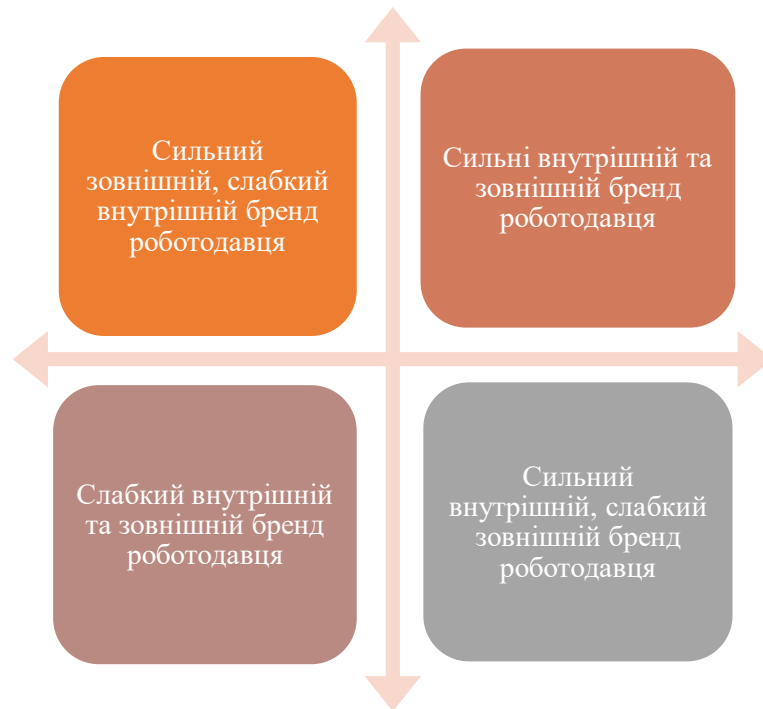 Сильний
зовнішній, слабкий
внутрішній бренд
роботодавця
Сильні внутрішній та
зовнішній бренд
роботодавця
Слабкий внутрішній
та зовнішній бренд
роботодавця
Сильний
внутрішній, слабкий
зовнішній бренд
роботодавця